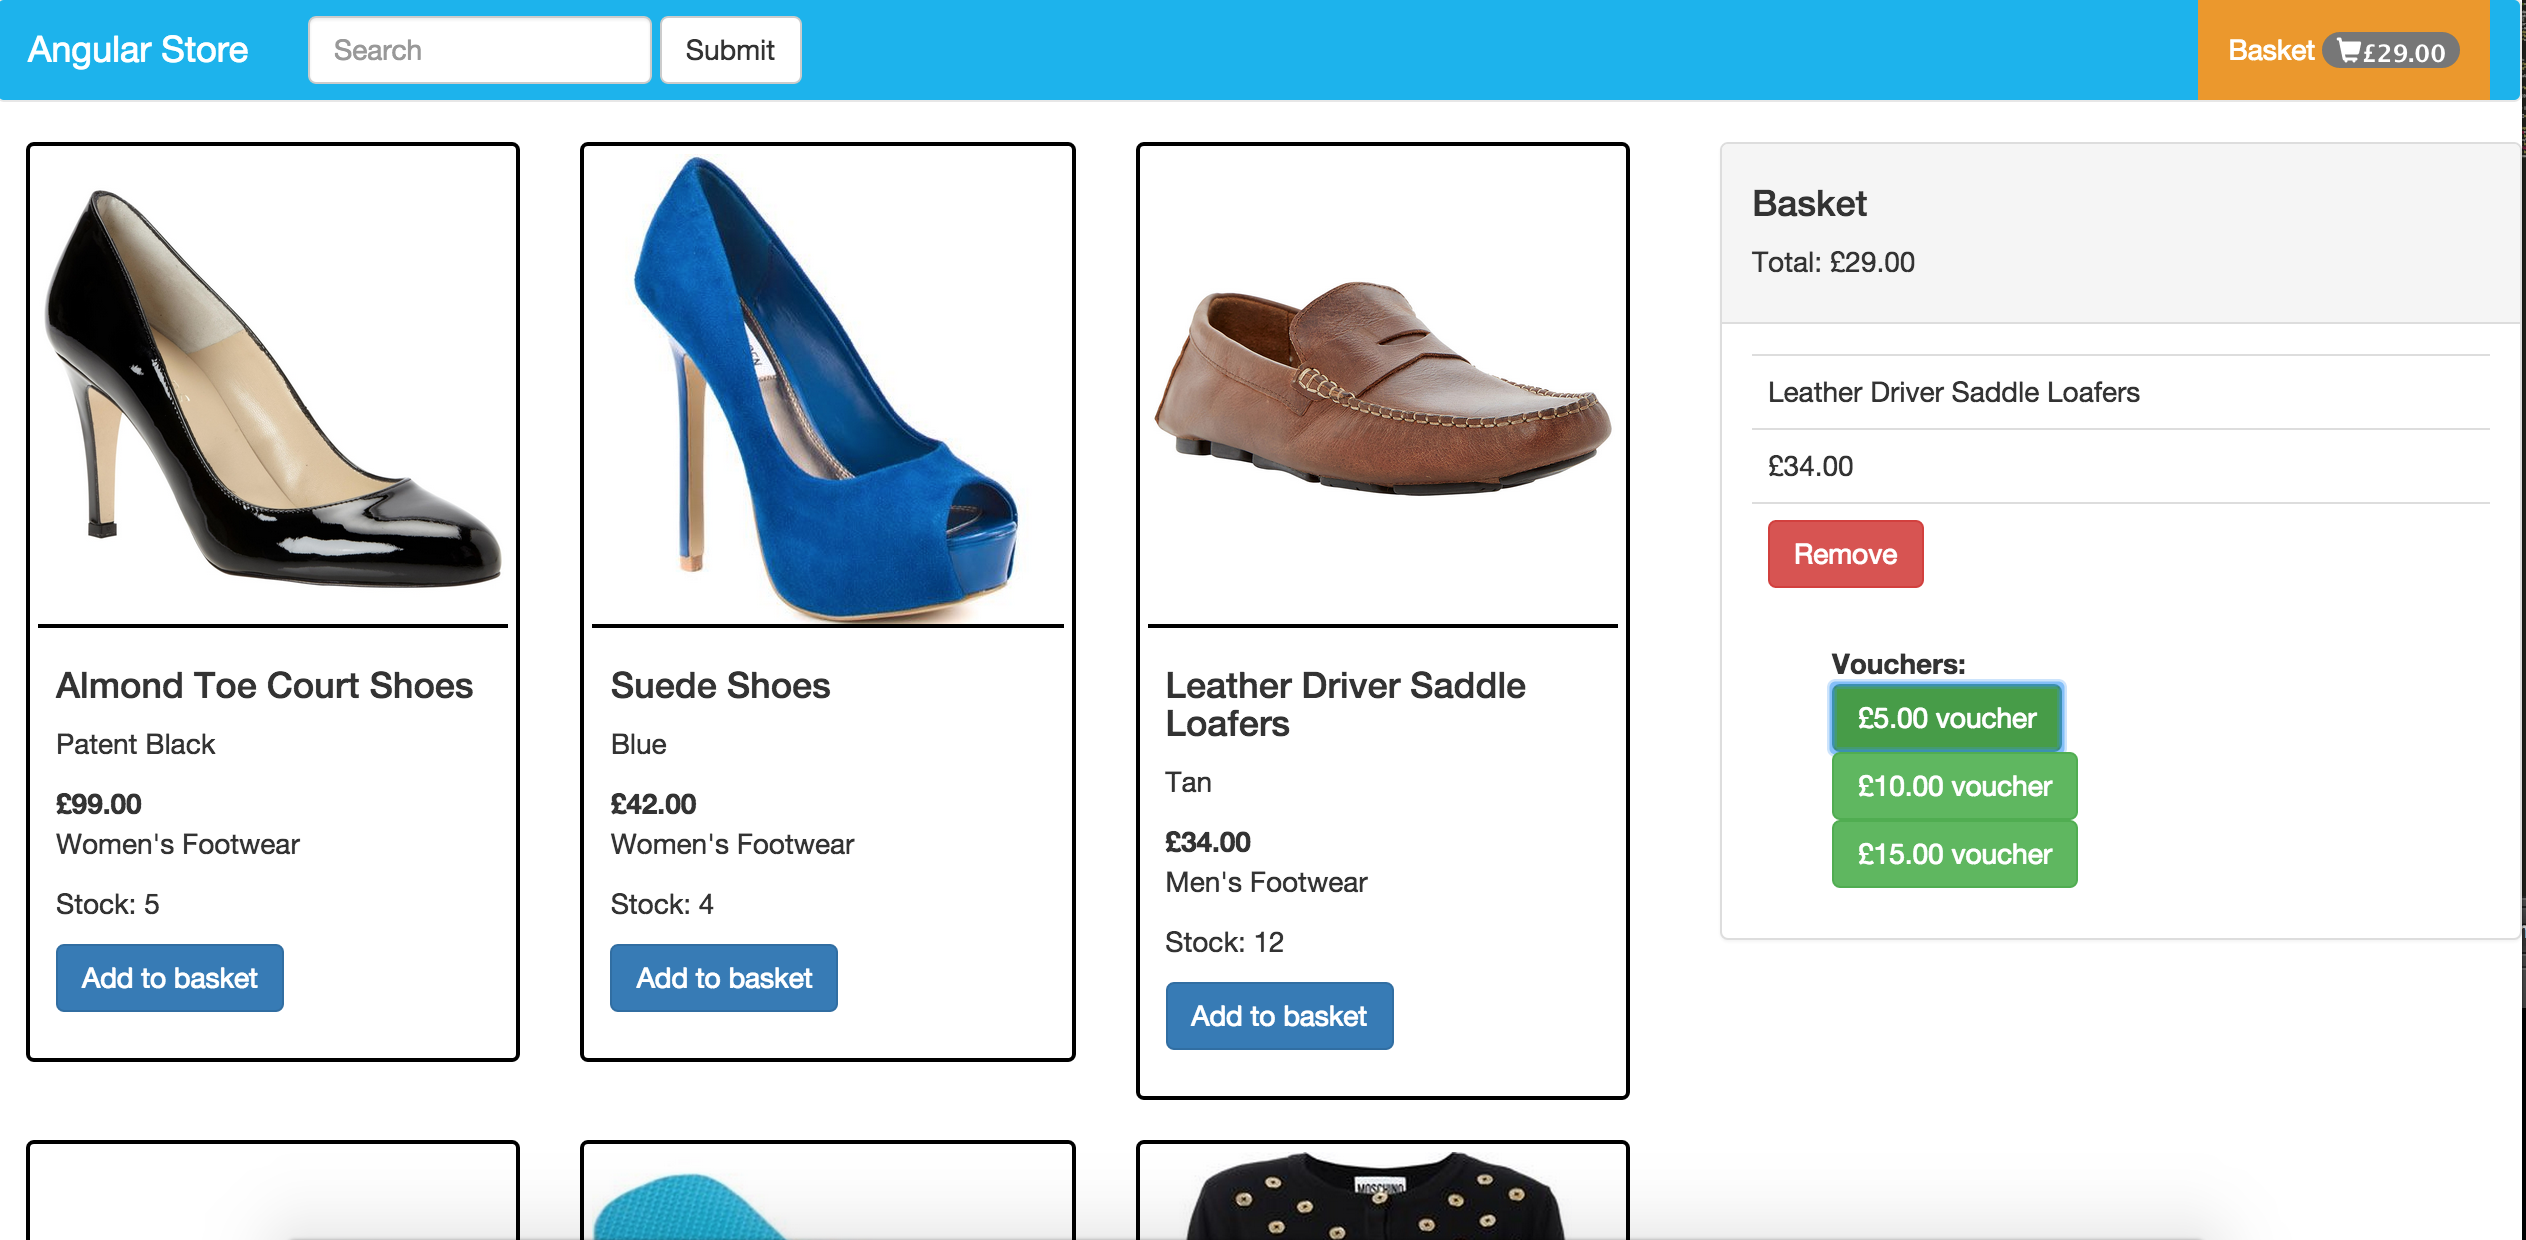 Angular Store
Search
Submit
Basket £29.00
Almond Toe Court Shoes
Patent Black
£99.00
Women's Footwear
Stock: 5
Add to basket
Suede Shoes
Blue
£42.00
Women's Footwear
Stock: 4
Add to basket
Leather Driver Saddle
Loafers
Tan
£34.00
Men's Footwear
Stock: 12
Add to basket
Basket
Total: £29.00
Leather Driver Saddle Loafers
£34.00
Remove
Vouchers:
£5.00 voucher
£10.00 voucher
£15.00 voucher
MOSCHINO